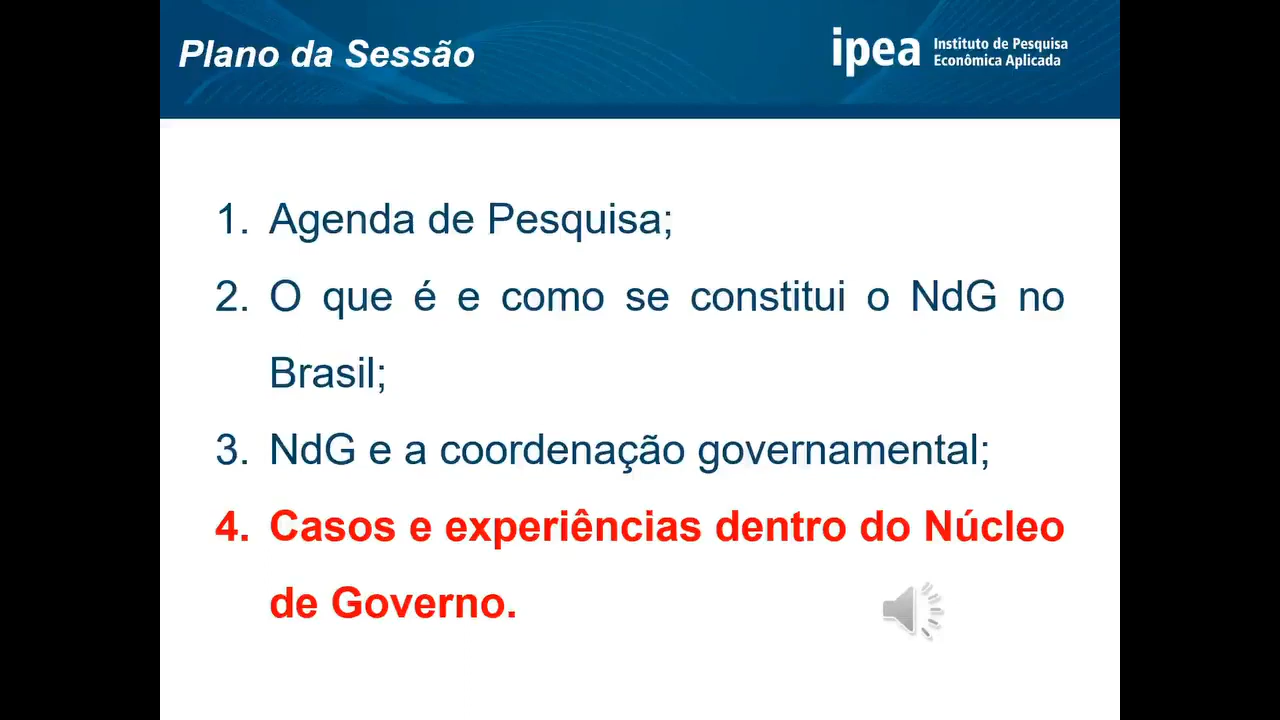 Plano da Sessão
ipea Instituto de Pesquisa
Econômica Aplicada
1. Agenda de Pesquisa;
2. O que é e como se constitui o NdG no
Brasil;
3. NdG e a coordenação governamental;
4. Casos e experiências dentro do Núcleo
de Governo.